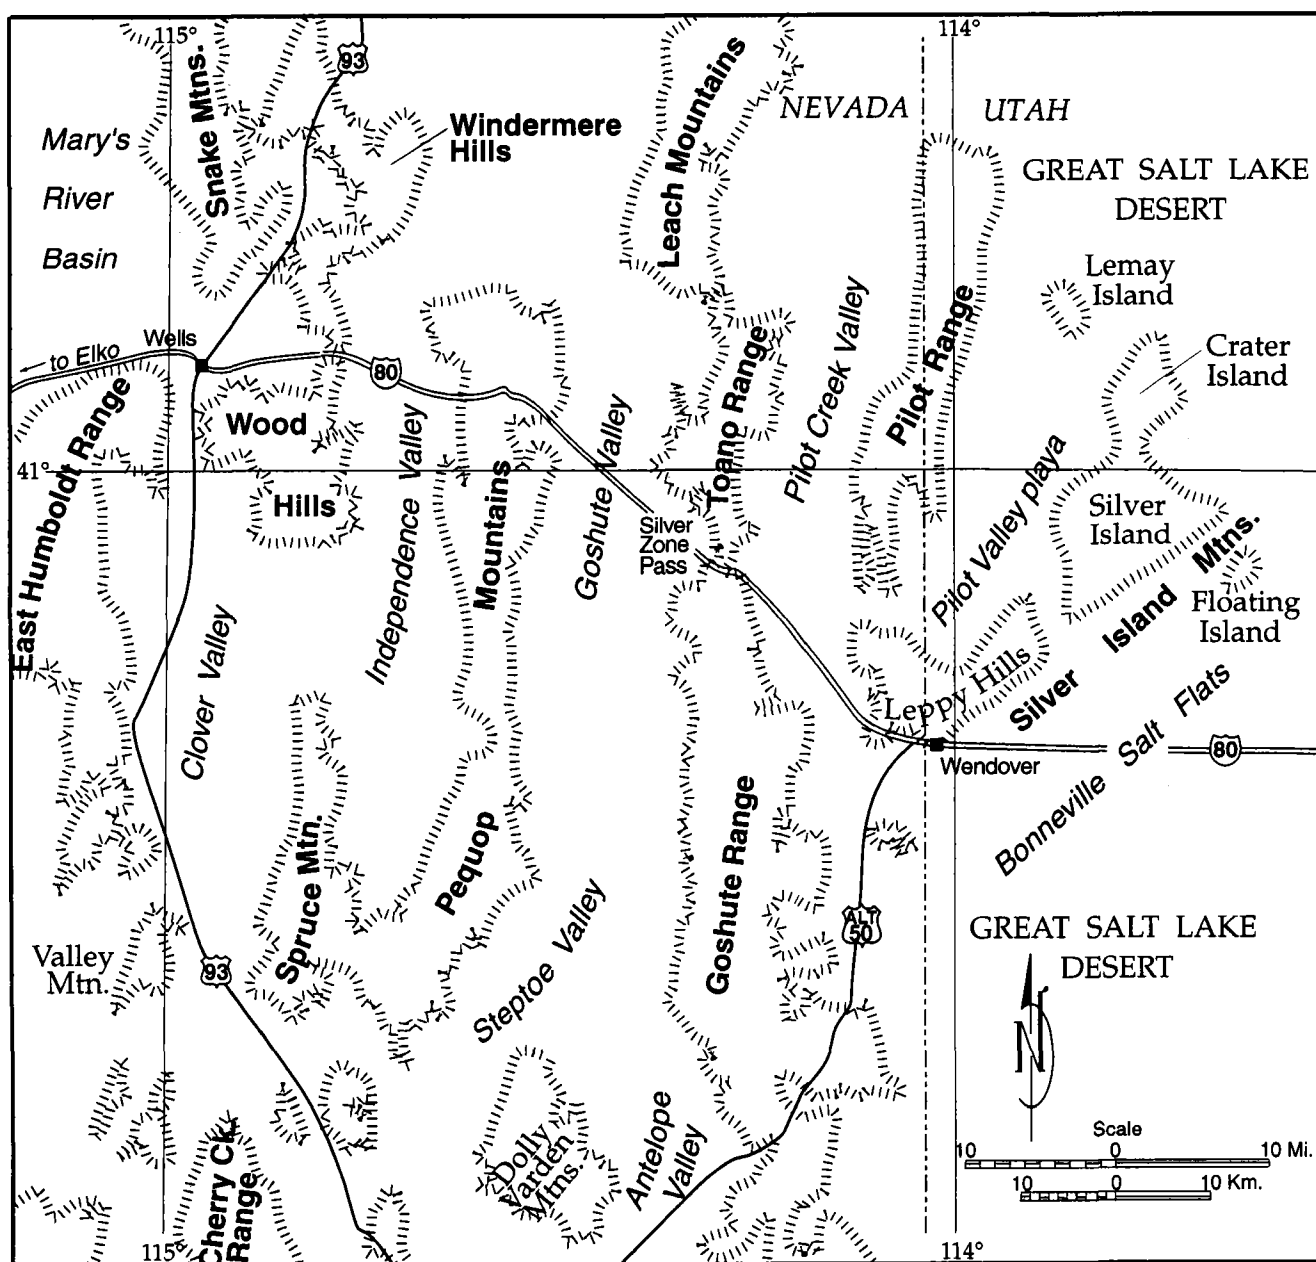 115°
114°
93
Snake Mtns.
Mary's
River
Basin
Windermere
Hills
Leach Mountains
NEVADA
UTAH
GREAT SALT LAKE
DESERT
Lemay
Island
Crater
Island
Wells
to Elko
80
East Humboldt Range
Wood
Hills
Independence Valley
Goshute Valley
Toano Range
Pilot Creek Valley
Pilot Range
41°
Mountains
Silver
Zone
Pass
Pilot Valley playa
Silver
Island
Silver Island Mtns.
Floating
Island
Clover Valley
Leppy Hills
Wendover
80
Bonneville Salt Flats
Spruce Mtn.
Pequop
Goshute Range
ALT
50
Valley
Mtn.
93
Steptoe Valley
GREAT SALT LAKE
DESERT
N
Dolly
Varden
Mtns.
Antelope
Valley
Cherry Ck.
Range
Scale
10 0 10 Mi.
10 0 10 Km.
115°
114°